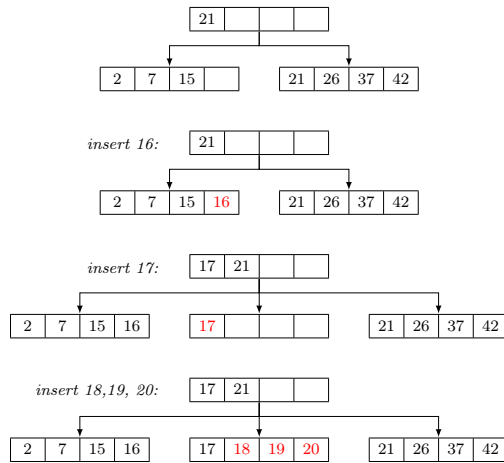 21
2 7 15 21 26 37 42
insert 16: 21
2 7 15 16 21 26 37 42
insert 17: 17 21
2 7 15 16 17 21 26 37 42
insert 18,19, 20: 17 21
2 7 15 16 17 18 19 20 21 26 37 42